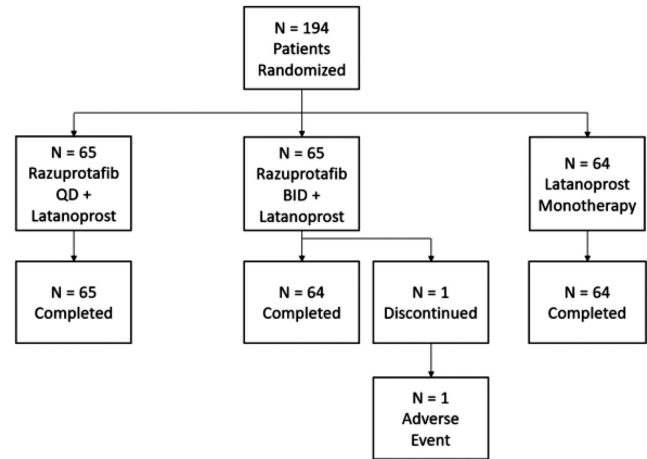 N = 194
Patients
Randomized
N = 65
Razuprotafib
QD +
Latanoprost
N = 65
Razuprotafib
BID +
Latanoprost
N = 64
Latanoprost
Monotherapy
N = 65
Completed
N = 64
Completed
N = 1
Discontinued
N = 64
Completed
N = 1
Adverse
Event